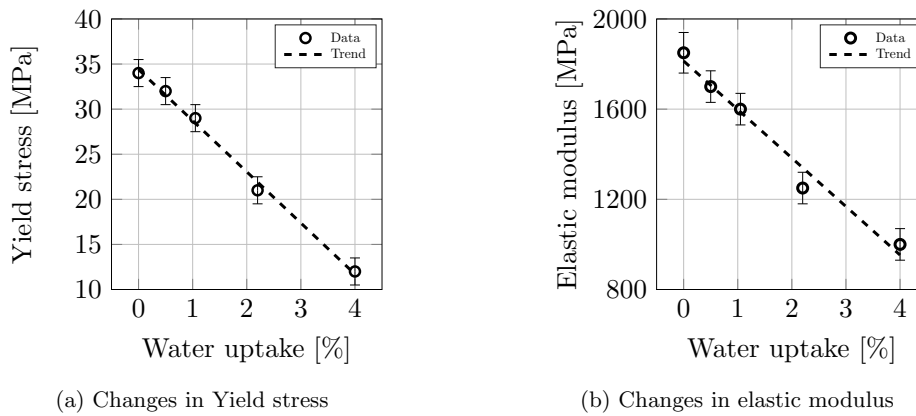 Yield stress [MPa]
40
35
30
25
20
15
10
0
1
2
3
4
Water uptake [%]
Data
Trend
(a) Changes in Yield stress
Elastic modulus [MPa]
2000
1600
1200
800
0
1
2
3
4
Water uptake [%]
Data
Trend
(b) Changes in elastic modulus